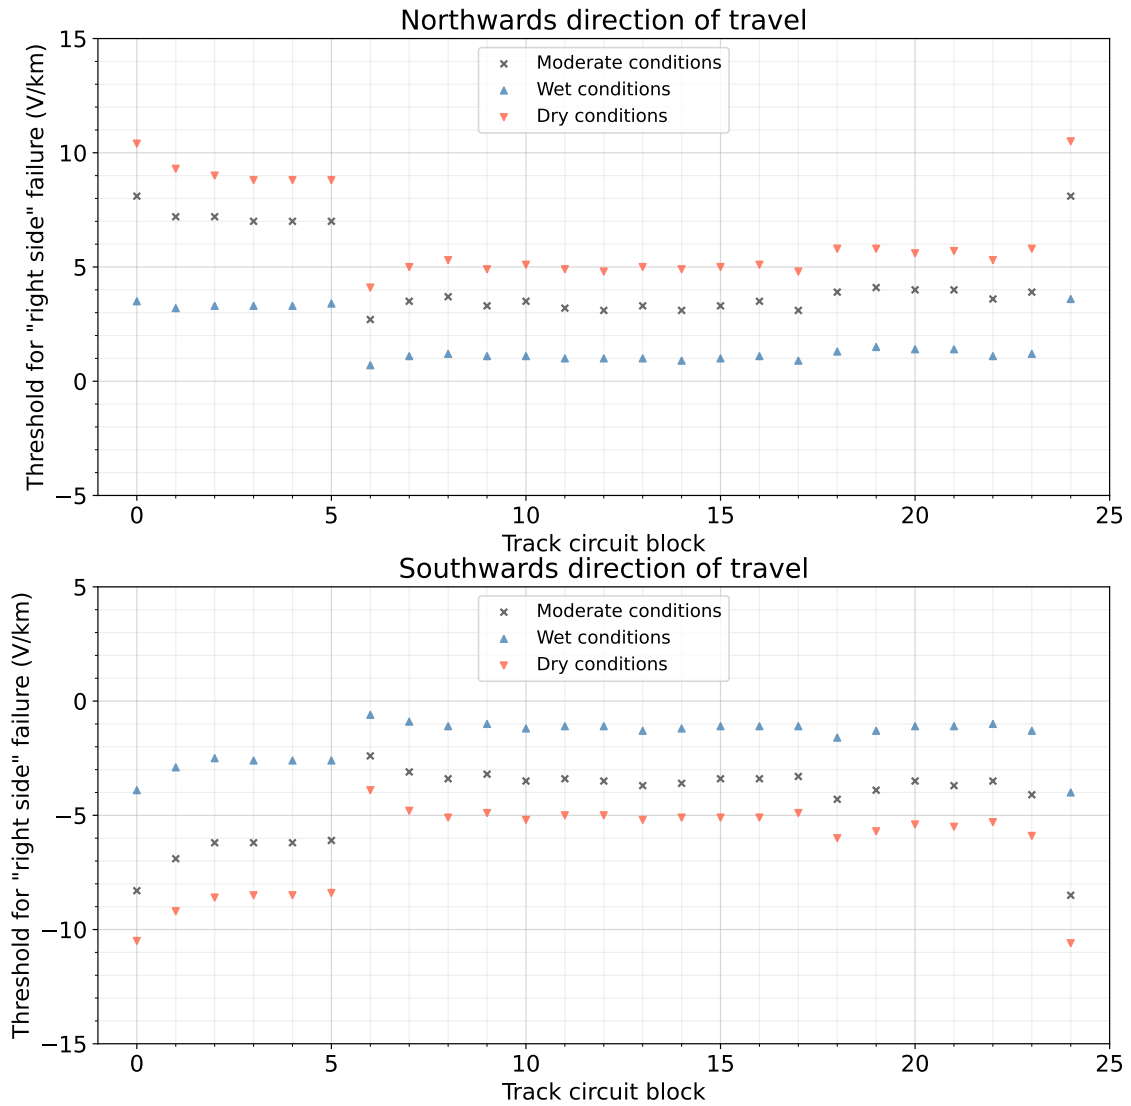 Northwards direction of travel
Threshold for "right side" failure (V/km)
15
10
5
0
−5
Moderate conditions
Wet conditions
Dry conditions
0 5 10 15 20 25
Track circuit block
Southwards direction of travel
Threshold for "right side" failure (V/km)
5
0
−5
−10
−15
Moderate conditions
Wet conditions
Dry conditions
0 5 10 15 20 25
Track circuit block